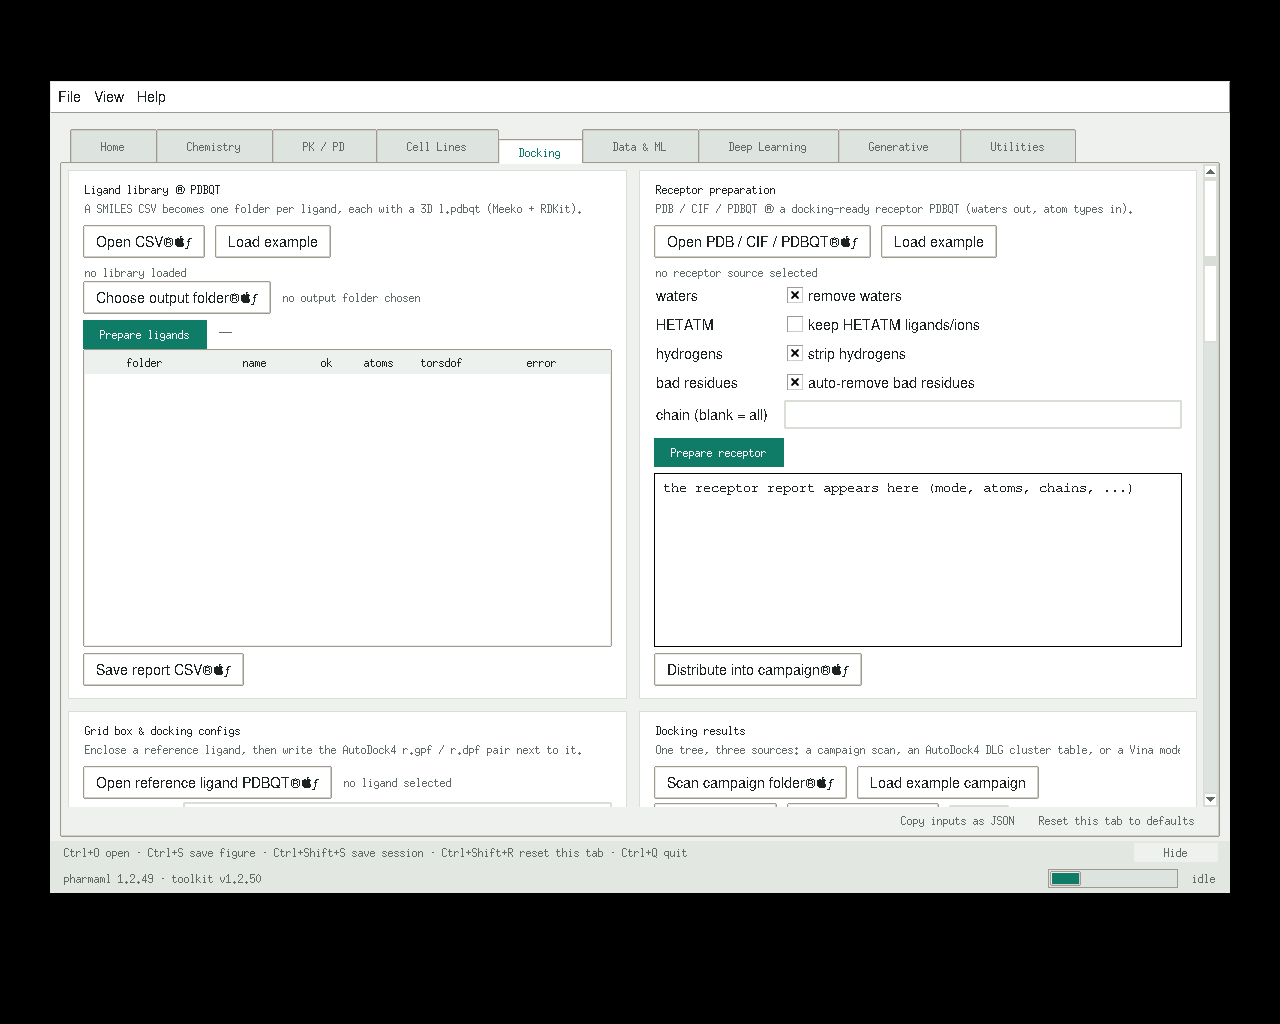 File View Help
Home Chemistry PK / PD Cell Lines Docking Data & ML Deep Learning Generative Utilities
Ligand library ® PDBQT
A SMILES CSV becomes one folder per ligand, each with a 3D l.pdbqt (Meeko + RDKit).
Open CSV®ƒ Load example
no library loaded
Choose output folder®ƒ no output folder chosen
Prepare ligands —
folder name ok atoms torsdof error
Save report CSV®ƒ
Receptor preparation
PDB / CIF / PDBQT ® a docking-ready receptor PDBQT (waters out, atom types in).
Open PDB / CIF / PDBQT®ƒ Load example
no receptor source selected
waters remove waters
HETATM keep HETATM ligands/ions
hydrogens strip hydrogens
bad residues auto-remove bad residues
chain (blank = all)
Prepare receptor
the receptor report appears here (mode, atoms, chains, ...)
Distribute into campaign®ƒ
Grid box & docking configs
Enclose a reference ligand, then write the AutoDock4 r.gpf / r.dpf pair next to it.
Open reference ligand PDBQT®ƒ no ligand selected
Docking results
One tree, three sources: a campaign scan, an AutoDock4 DLG cluster table, or a Vina mode
Scan campaign folder®ƒ Load example campaign
Copy inputs as JSON Reset this tab to defaults
Ctrl+O open · Ctrl+S save figure · Ctrl+Shift+S save session · Ctrl+Shift+R reset this tab · Ctrl+Q quit Hide
pharmaml 1.2.49 · toolkit v1.2.50 idle